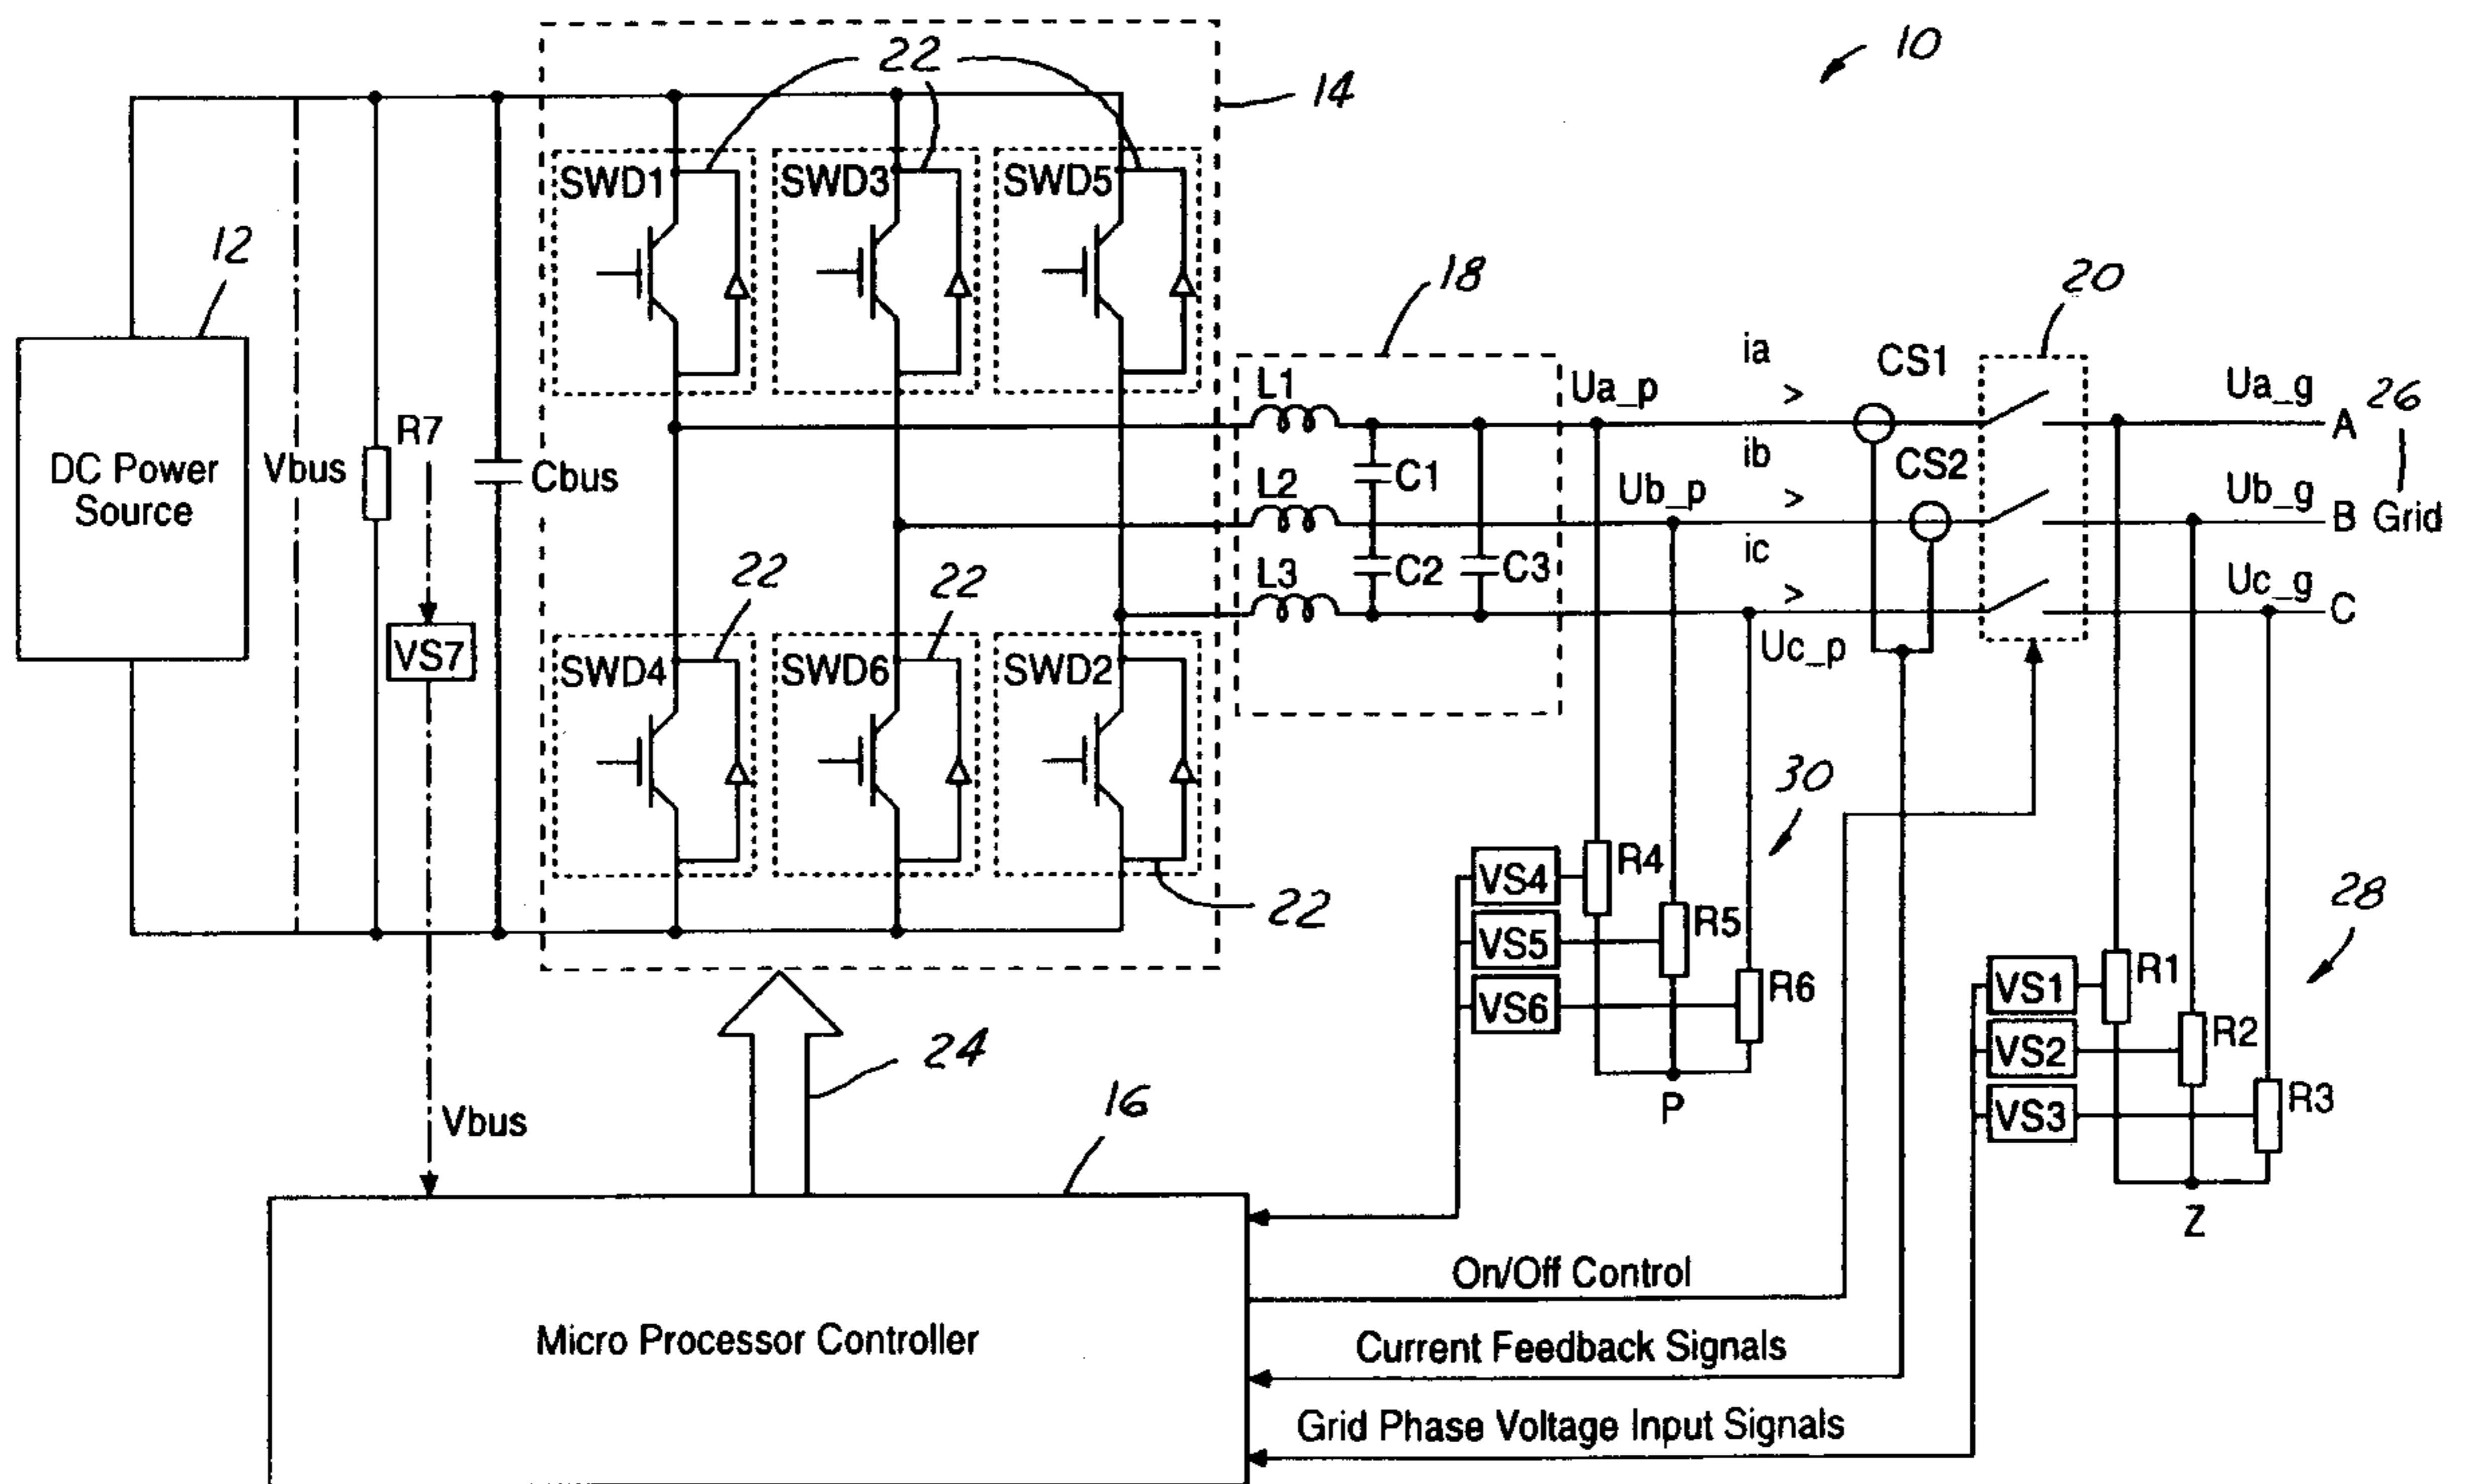 10
22
14
SWD1
SWD3
SWD5
12
18
20
ia
CS1
L1
Ua_p
Ua_g
26
A
R7
DC Power
Source
Vbus
Cbus
ib
CS2
C1
L2
Ub_p
Ub_g
B Grid
ic
L3
C2
C3
Uc_g
C
Uc_p
22
22
VS7
SWD4
SWD6
SWD2
30
VS4
R4
22
28
VS5
R5
VS6
R6
VS1
R1
VS2
R2
VS3
R3
P
Z
24
16
Vbus
On/Off Control
Micro Processor Controller
Current Feedback Signals
Grid Phase Voltage Input Signals